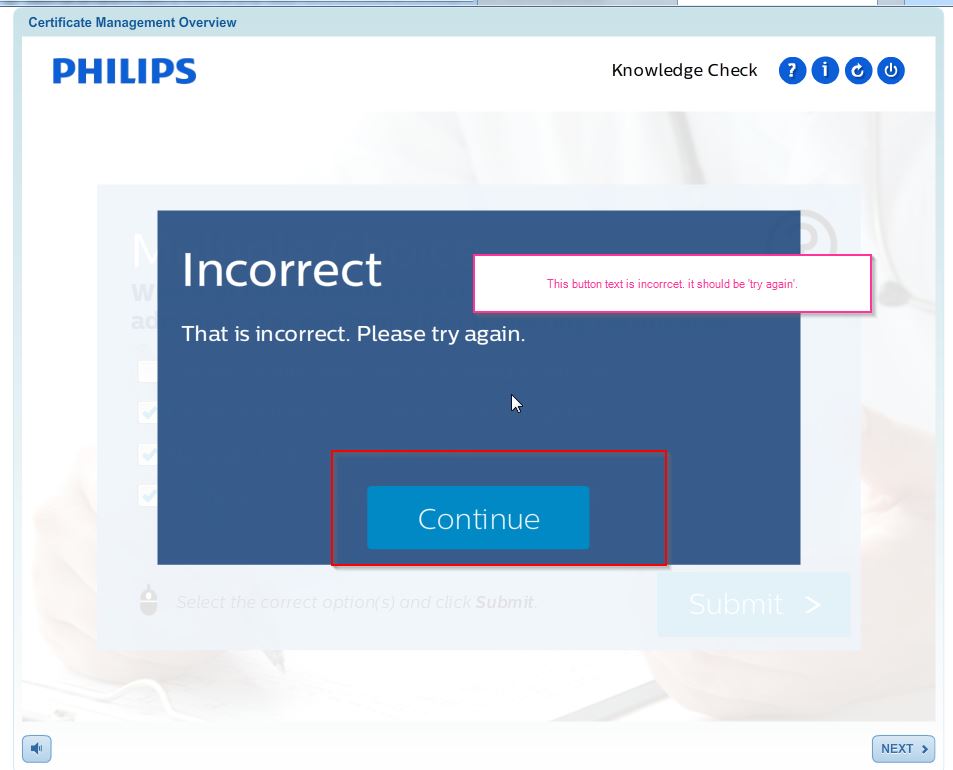 Certificate Management Overview
PHILIPS
Knowledge Check
? i
Incorrect
This button text is incorrcet. it should be 'try again'.
That is incorrect. Please try again.
Continue
Select the correct option(s) and click Submit.
Submit >
NEXT >